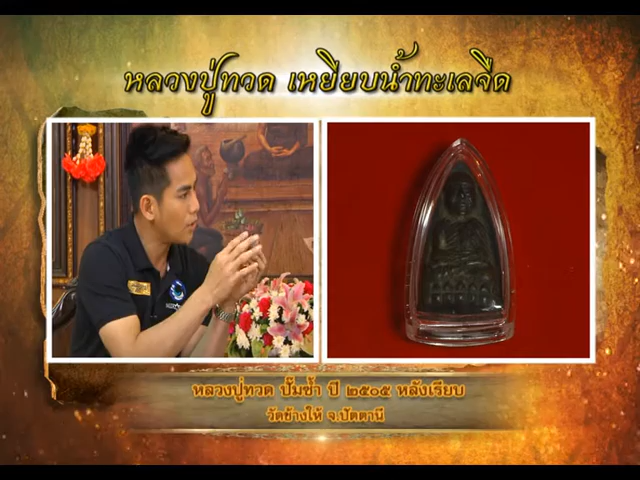 หลวงปู่ทวด เหยียบน้ำทะเลจืด
หลวงปู่ทวด ปั๊มซ้ำ ปี ๒๕๐๕ หลังเรียบ
วัดช้างให้ จ.ปัตตานี